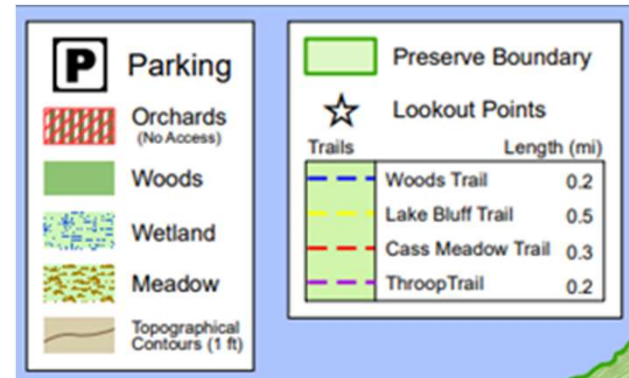 P Parking
Orchards
(No Access)
Woods
Wetland
Meadow
Topographical
Contours (1 ft)
Preserve Boundary
Lookout Points
Trails Length (mi)
Woods Trail 0.2
Lake Bluff Trail 0.5
Cass Meadow Trail 0.3
ThroopTrail 0.2